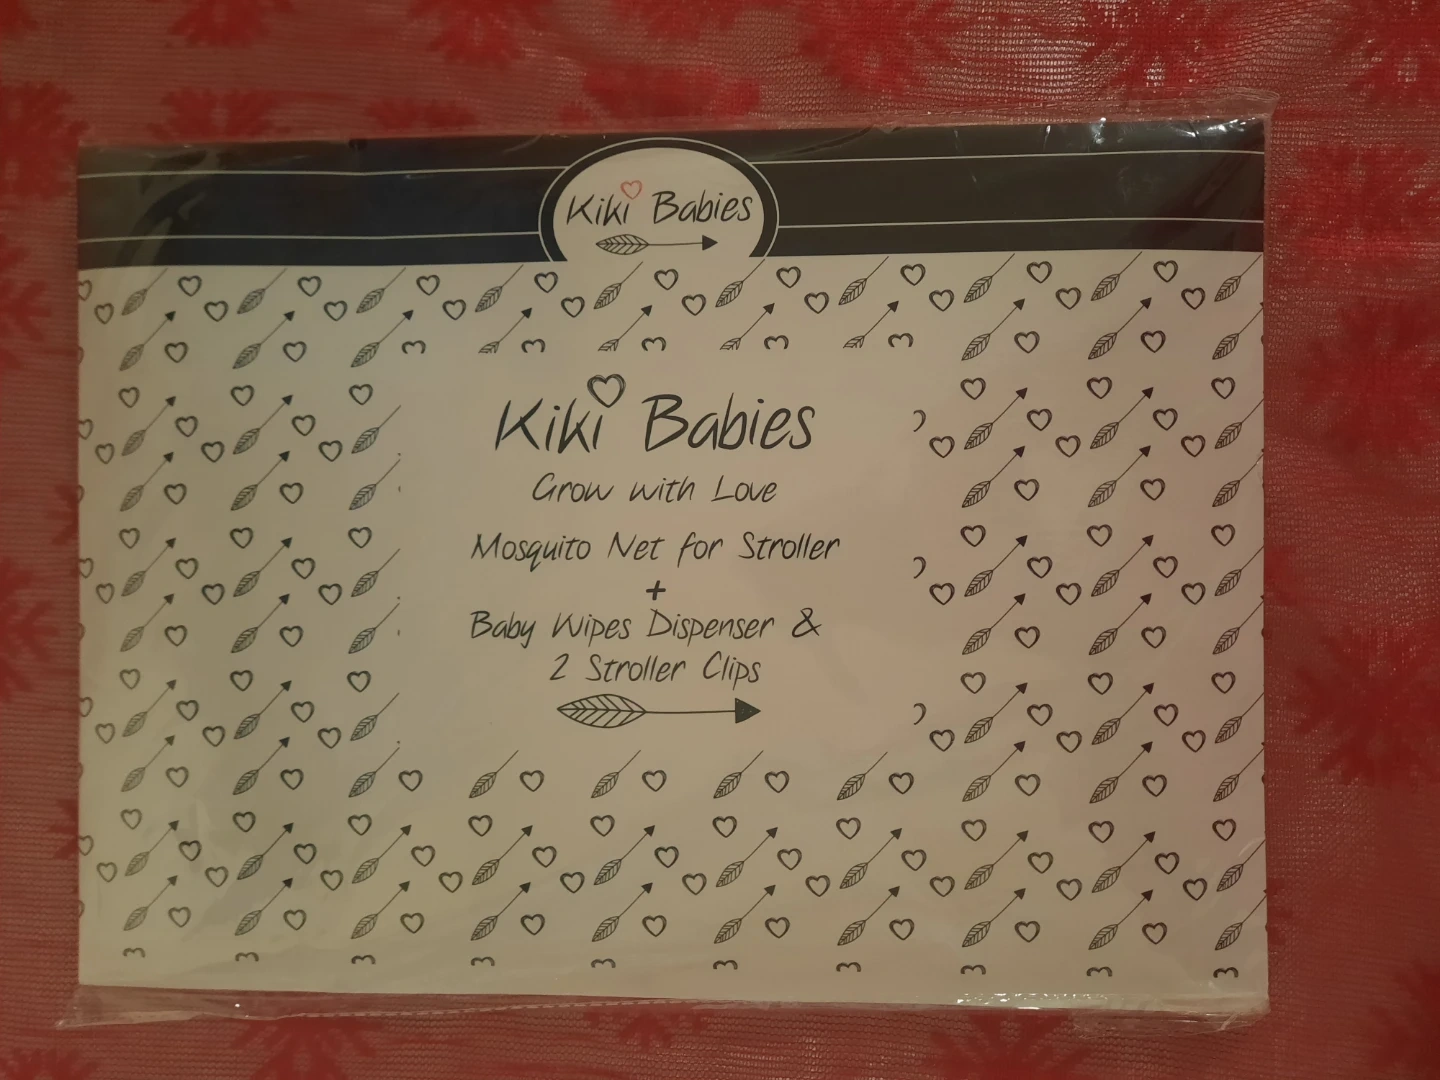 Kiki Babies
Kiki Babies
Grow with Love
Mosquito Net for Stroller
+
Baby Wipes Dispenser &
2 Stroller Clips